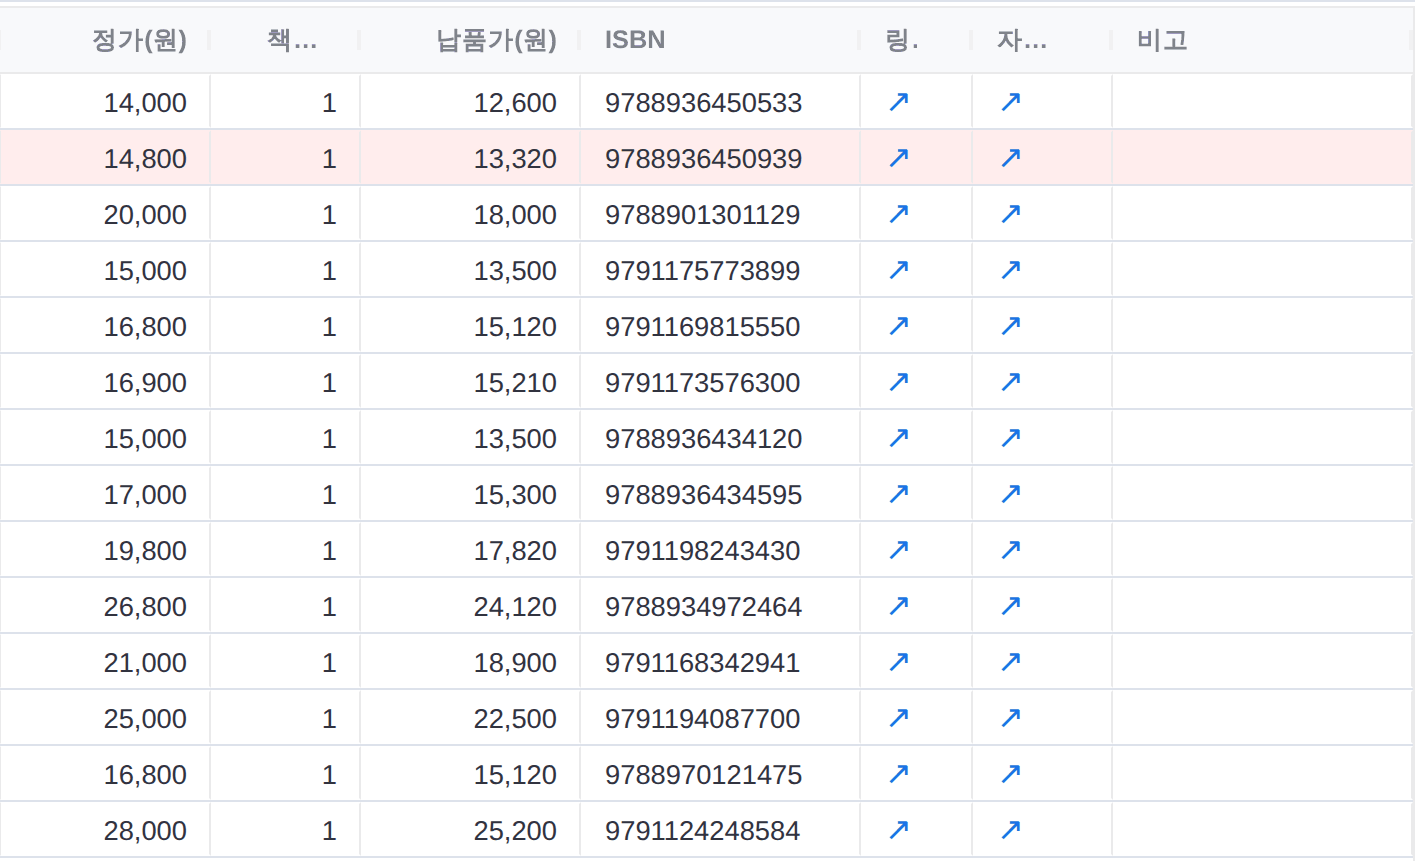 정가(원) 책... 납품가(원) ISBN 링. 자... 비고
14,000 1 12,600 9788936450533 ↗ ↗
14,800 1 13,320 9788936450939 ↗ ↗
20,000 1 18,000 9788901301129 ↗ ↗
15,000 1 13,500 9791175773899 ↗ ↗
16,800 1 15,120 9791169815550 ↗ ↗
16,900 1 15,210 9791173576300 ↗ ↗
15,000 1 13,500 9788936434120 ↗ ↗
17,000 1 15,300 9788936434595 ↗ ↗
19,800 1 17,820 9791198243430 ↗ ↗
26,800 1 24,120 9788934972464 ↗ ↗
21,000 1 18,900 9791168342941 ↗ ↗
25,000 1 22,500 9791194087700 ↗ ↗
16,800 1 15,120 9788970121475 ↗ ↗
28,000 1 25,200 9791124248584 ↗ ↗